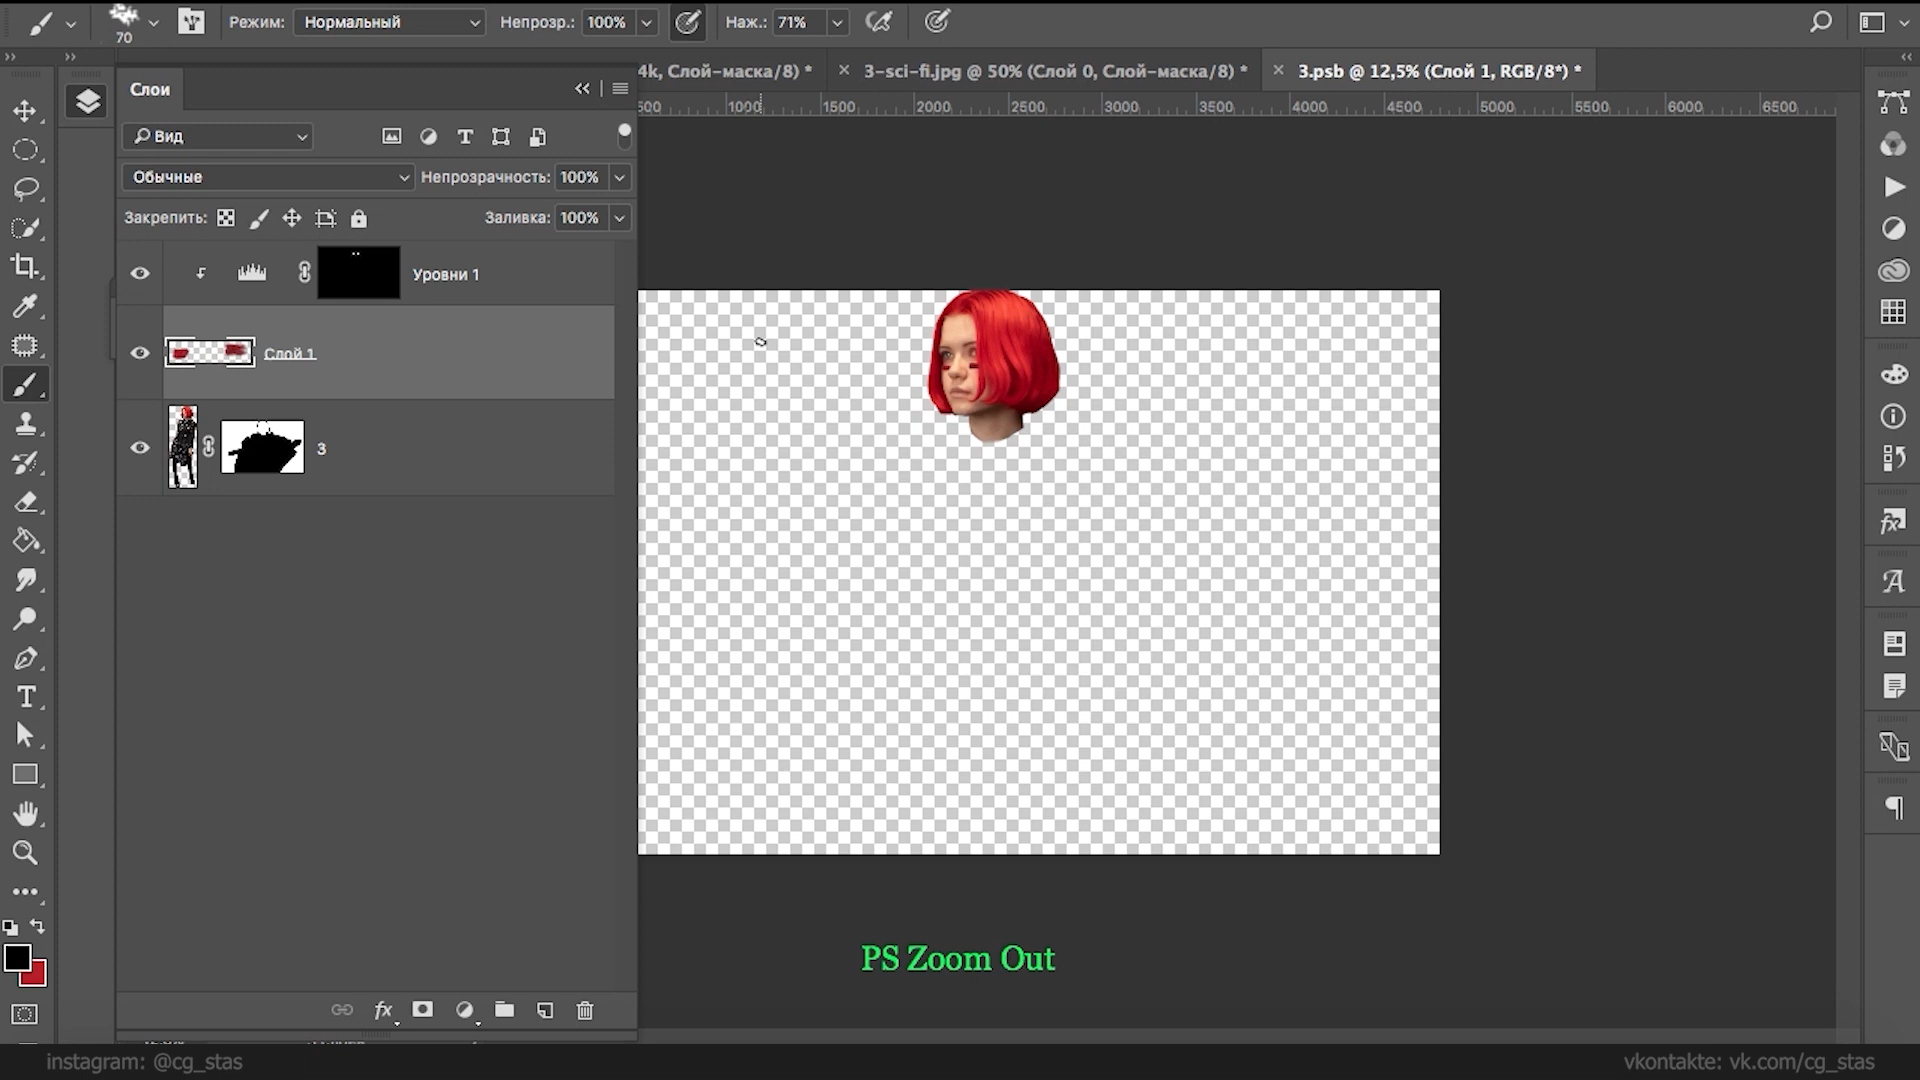 Режим: Нормальный Непрозр.: 100% Наж.: 71%
70
4k, Слой-маска/8) * × 3-sci-fi.jpg @ 50% (Слой 0, Слой-маска/8) * × 3.psb @ 12,5% (Слой 1, RGB/8*) *
Слои
500 1000 1500 2000 2500 3000 3500 4000 4500 5000 5500 6000 6500
Вид
Обычные Непрозрачность: 100%
Закрепить: Заливка: 100%
Уровни 1
Слой 1
3
PS Zoom Out
instagram: @cg_stas
vkontakte: vk.com/cg_stas